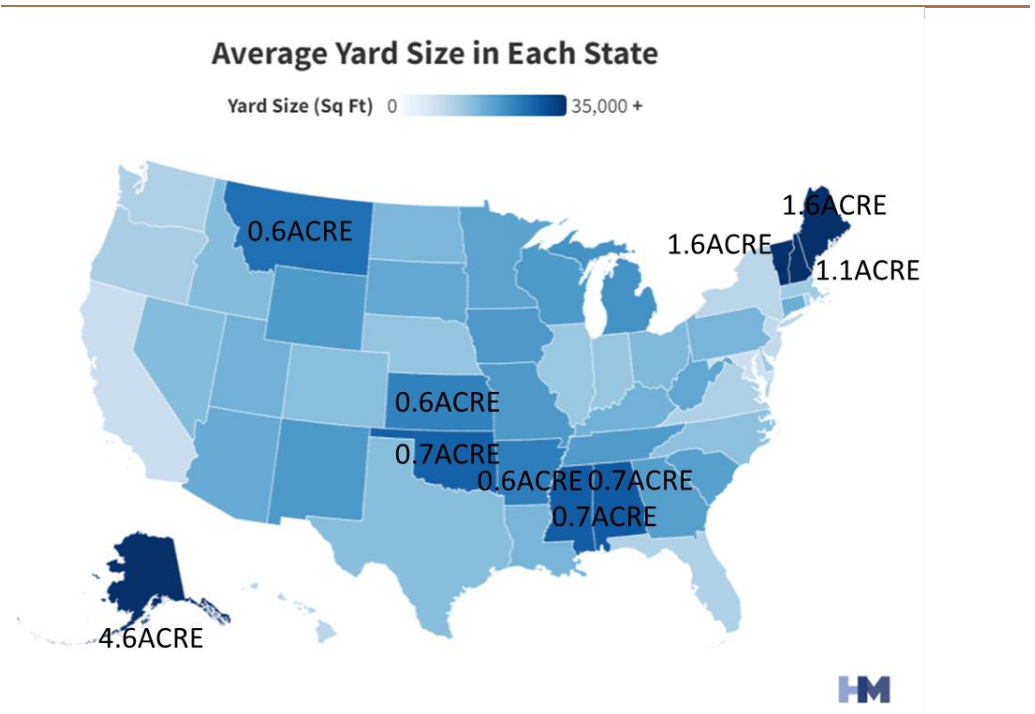 Average Yard Size in Each State
Yard Size (Sq Ft) 0 35,000 +
1.6ACRE
0.6ACRE
1.6ACRE
1.1ACRE
0.6ACRE
0.7ACRE
0.6ACRE 0.7ACRE
0.7ACRE
4.6ACRE
HM